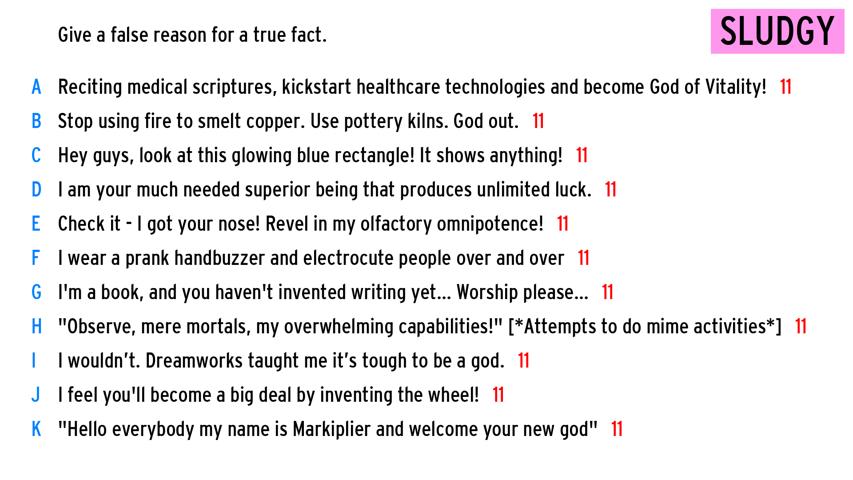 Give a false reason for a true fact.
SLUDGY
A Reciting medical scriptures, kickstart healthcare technologies and become God of Vitality! 11
B Stop using fire to smelt copper. Use pottery kilns. God out. 11
C Hey guys, look at this glowing blue rectangle! It shows anything! 11
D I am your much needed superior being that produces unlimited luck. 11
E Check it - I got your nose! Revel in my olfactory omnipotence! 11
F I wear a prank handbuzzer and electrocute people over and over 11
G I'm a book, and you haven't invented writing yet... Worship please... 11
H "Observe, mere mortals, my overwhelming capabilities!" [*Attempts to do mime activities*] 11
I I wouldn’t. Dreamworks taught me it’s tough to be a god. 11
J I feel you'll become a big deal by inventing the wheel! 11
K "Hello everybody my name is Markiplier and welcome your new god" 11